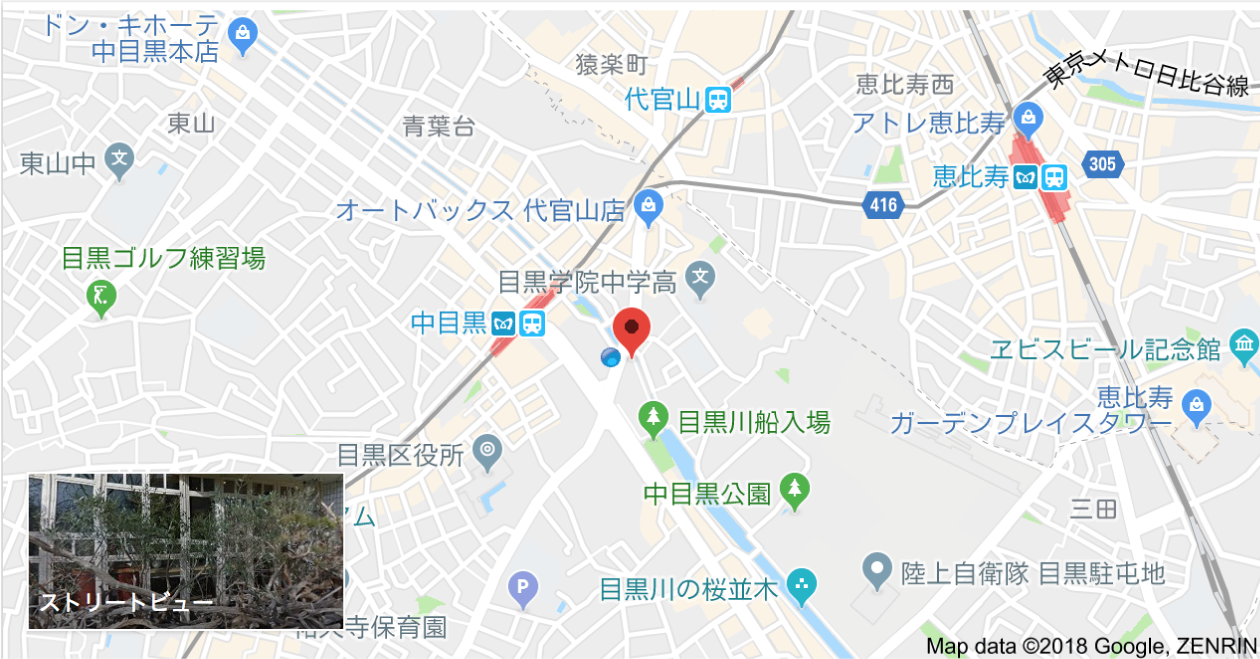 ドン・キホーテ
中目黒本店
猿楽町
東京メトロ日比谷線
恵比寿西
代官山
アトレ恵比寿
東山
青葉台
東山中
文
305
恵比寿
416
オートバックス 代官山店
目黒ゴルフ練習場
目黒学院中学高
文
中目黒
ヱビスビール記念館
恵比寿
ガーデンプレイスタワー
目黒川船入場
目黒区役所
中目黒公園
三田
ム
陸上自衛隊 目黒駐屯地
P
目黒川の桜並木
ストリートビュー
祐天寺保育園
Map data ©2018 Google, ZENRIN